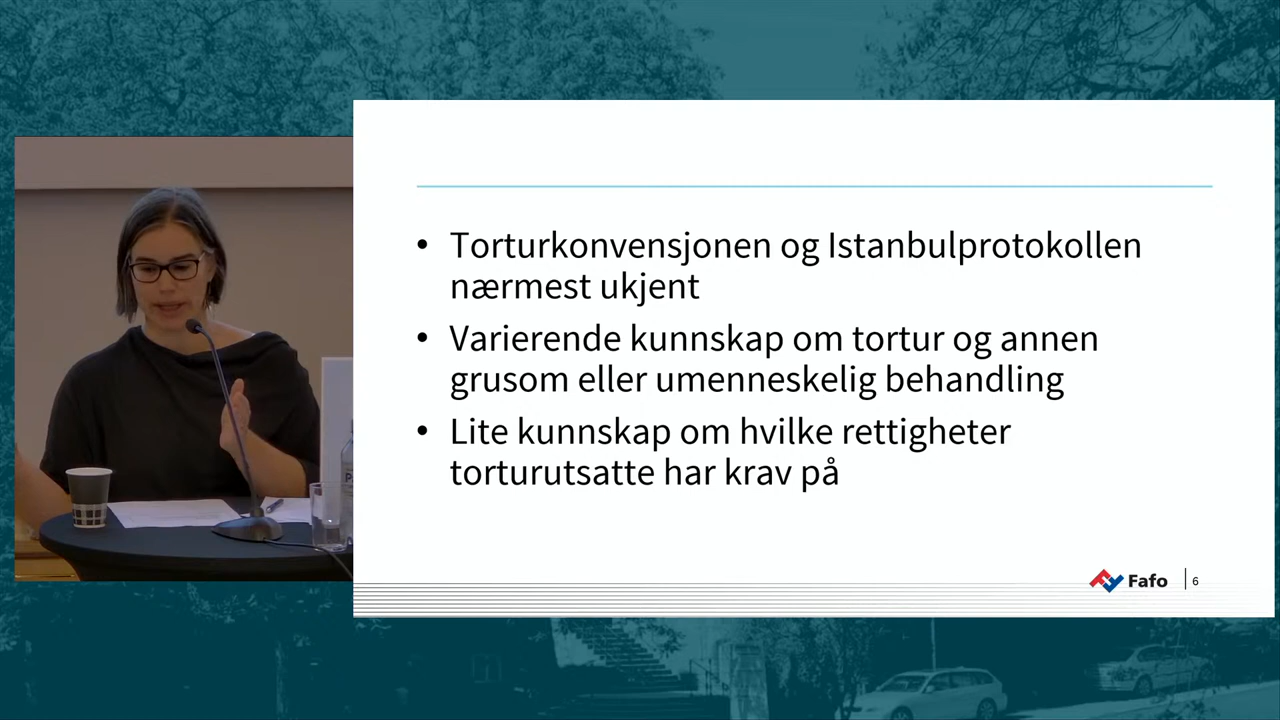 Torturkonvensjonen og Istanbulprotokollen
nærmest ukjent
Varierende kunnskap om tortur og annen
grusom eller umenneskelig behandling
Lite kunnskap om hvilke rettigheter
torturutsatte har krav på
Fafo
6